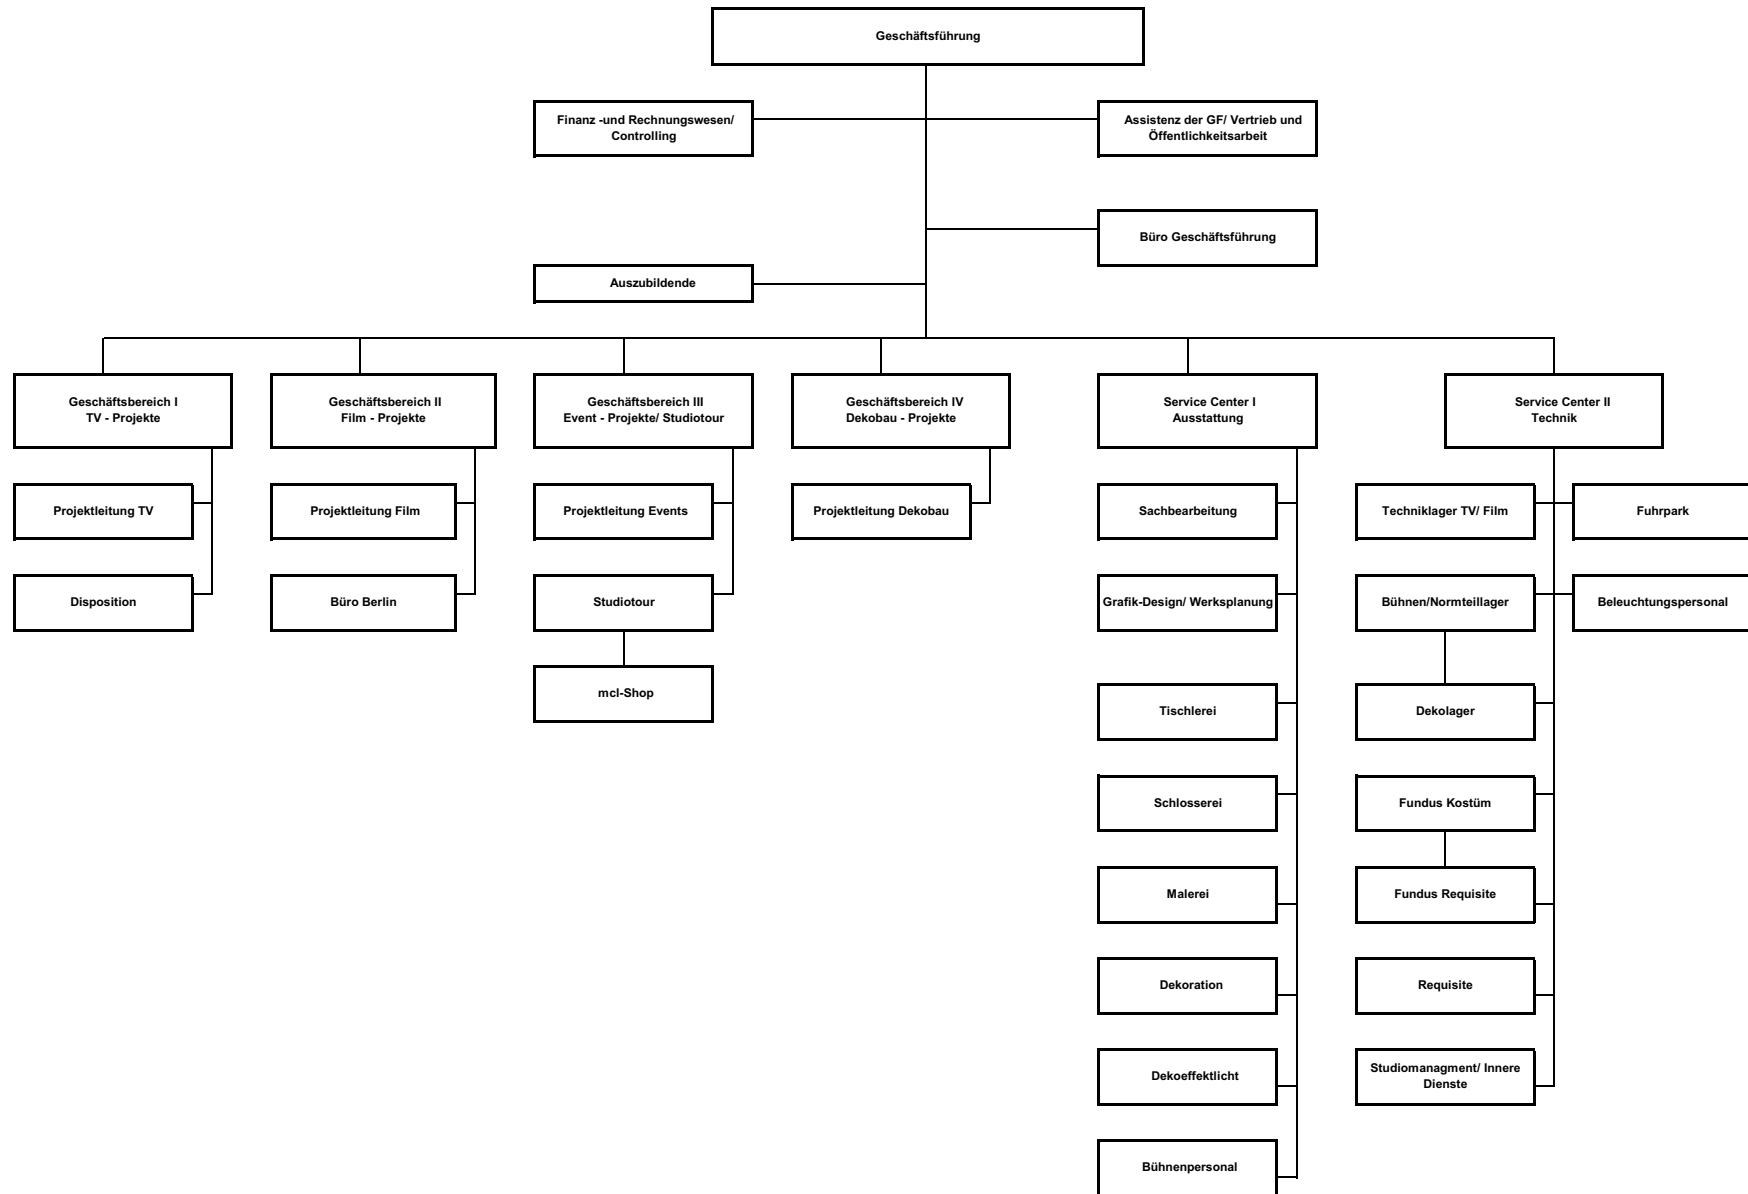 Geschäftsführung
Finanz -und Rechnungswesen/
Controlling
Assistenz der GF/ Vertrieb und
Öffentlichkeitsarbeit
Büro Geschäftsführung
Auszubildende
Geschäftsbereich I
TV - Projekte
Geschäftsbereich II
Film - Projekte
Geschäftsbereich III
Event - Projekte/ Studiotour
Geschäftsbereich IV
Dekobau - Projekte
Service Center I
Ausstattung
Service Center II
Technik
Projektleitung TV
Projektleitung Film
Projektleitung Events
Projektleitung Dekobau
Sachbearbeitung
Techniklager TV/ Film
Fuhrpark
Disposition
Büro Berlin
Studiotour
Grafik-Design/ Werksplanung
Bühnen/Normteillager
Beleuchtungspersonal
mcl-Shop
Tischlerei
Dekolager
Schlosserei
Fundus Kostüm
Malerei
Fundus Requisite
Dekoration
Requisite
Dekoeffektlicht
Studiomanagment/ Innere
Dienste
Bühnenpersonal